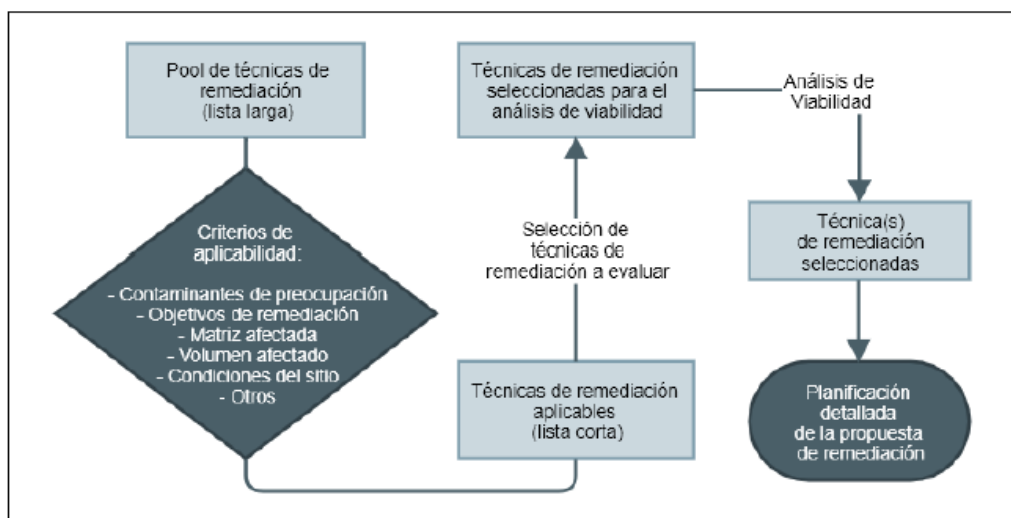 Pool de técnicas de
remediación
(lista larga)
Criterios de
aplicabilidad:
- Contaminantes de preocupación
- Objetivos de remediación
- Matriz afectada
- Volumen afectado
- Condiciones del sitio
- Otros
Técnicas de remediación
aplicables
(lista corta)
Selección de
técnicas de
remediación a evaluar
Técnicas de remediación
seleccionadas para el
análisis de viabilidad
Análisis de
Viabilidad
Técnica(s)
de remediación
seleccionadas
Planificación
detallada
de la propuesta
de remediación